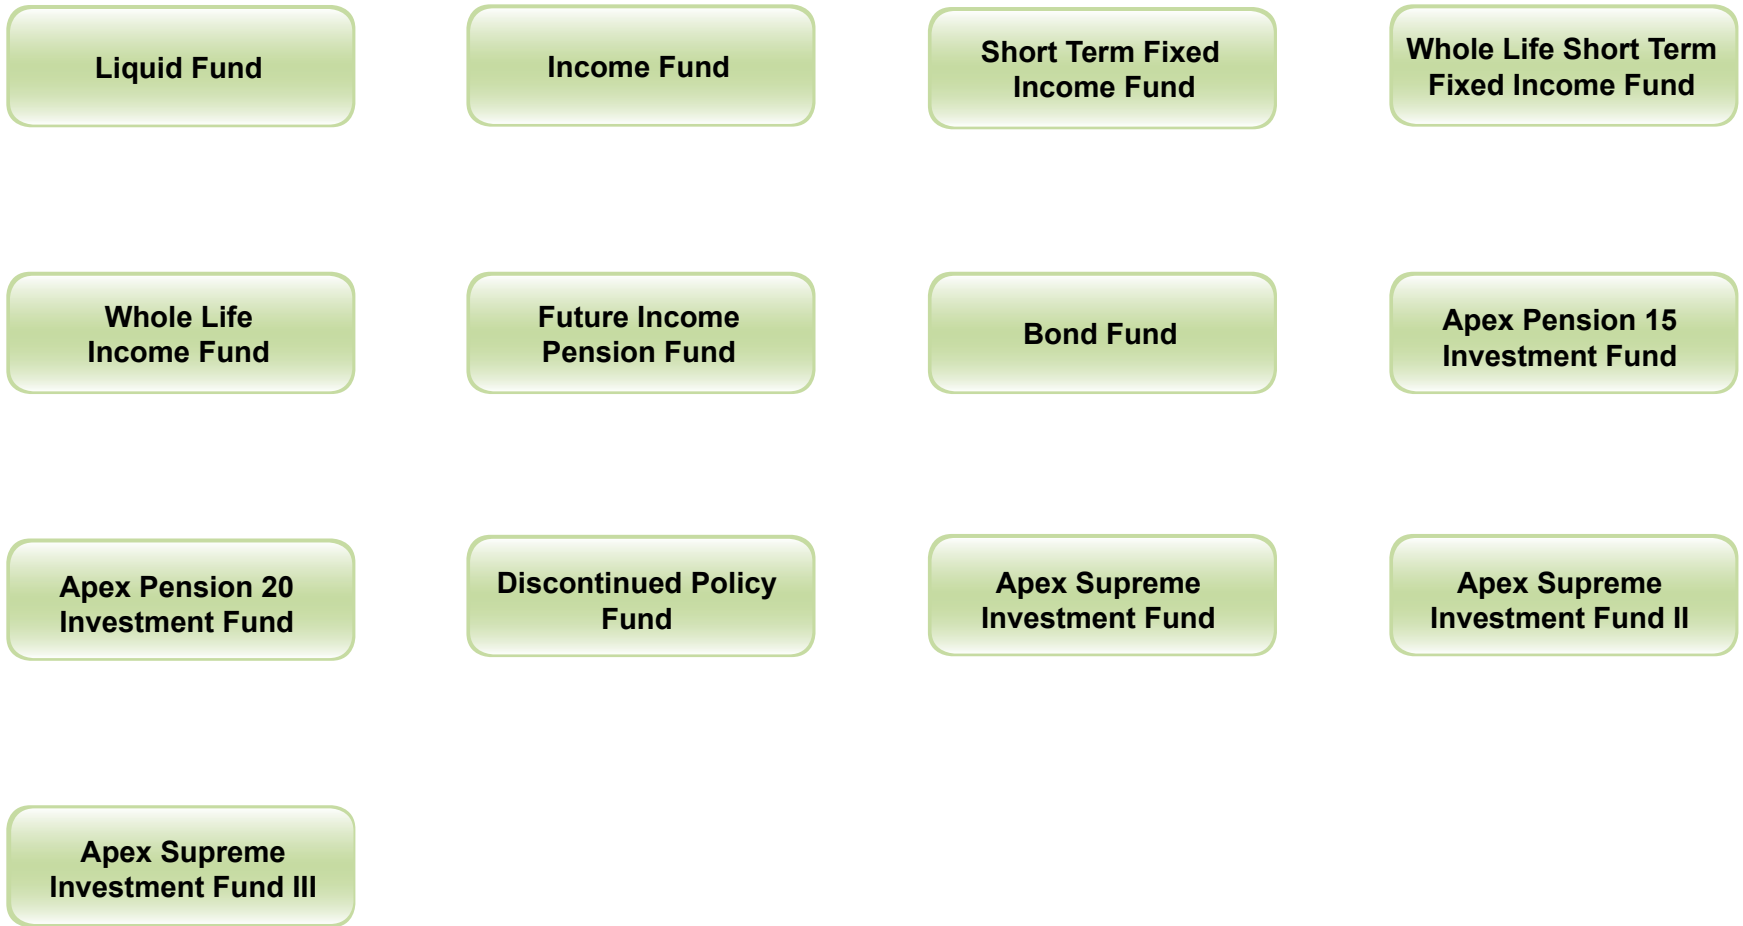 Liquid Fund
Income Fund
Short Term Fixed
Income Fund
Whole Life Short Term
Fixed Income Fund
Whole Life
Income Fund
Future Income
Pension Fund
Bond Fund
Apex Pension 15
Investment Fund
Apex Pension 20
Investment Fund
Discontinued Policy
Fund
Apex Supreme
Investment Fund
Apex Supreme
Investment Fund II
Apex Supreme
Investment Fund III